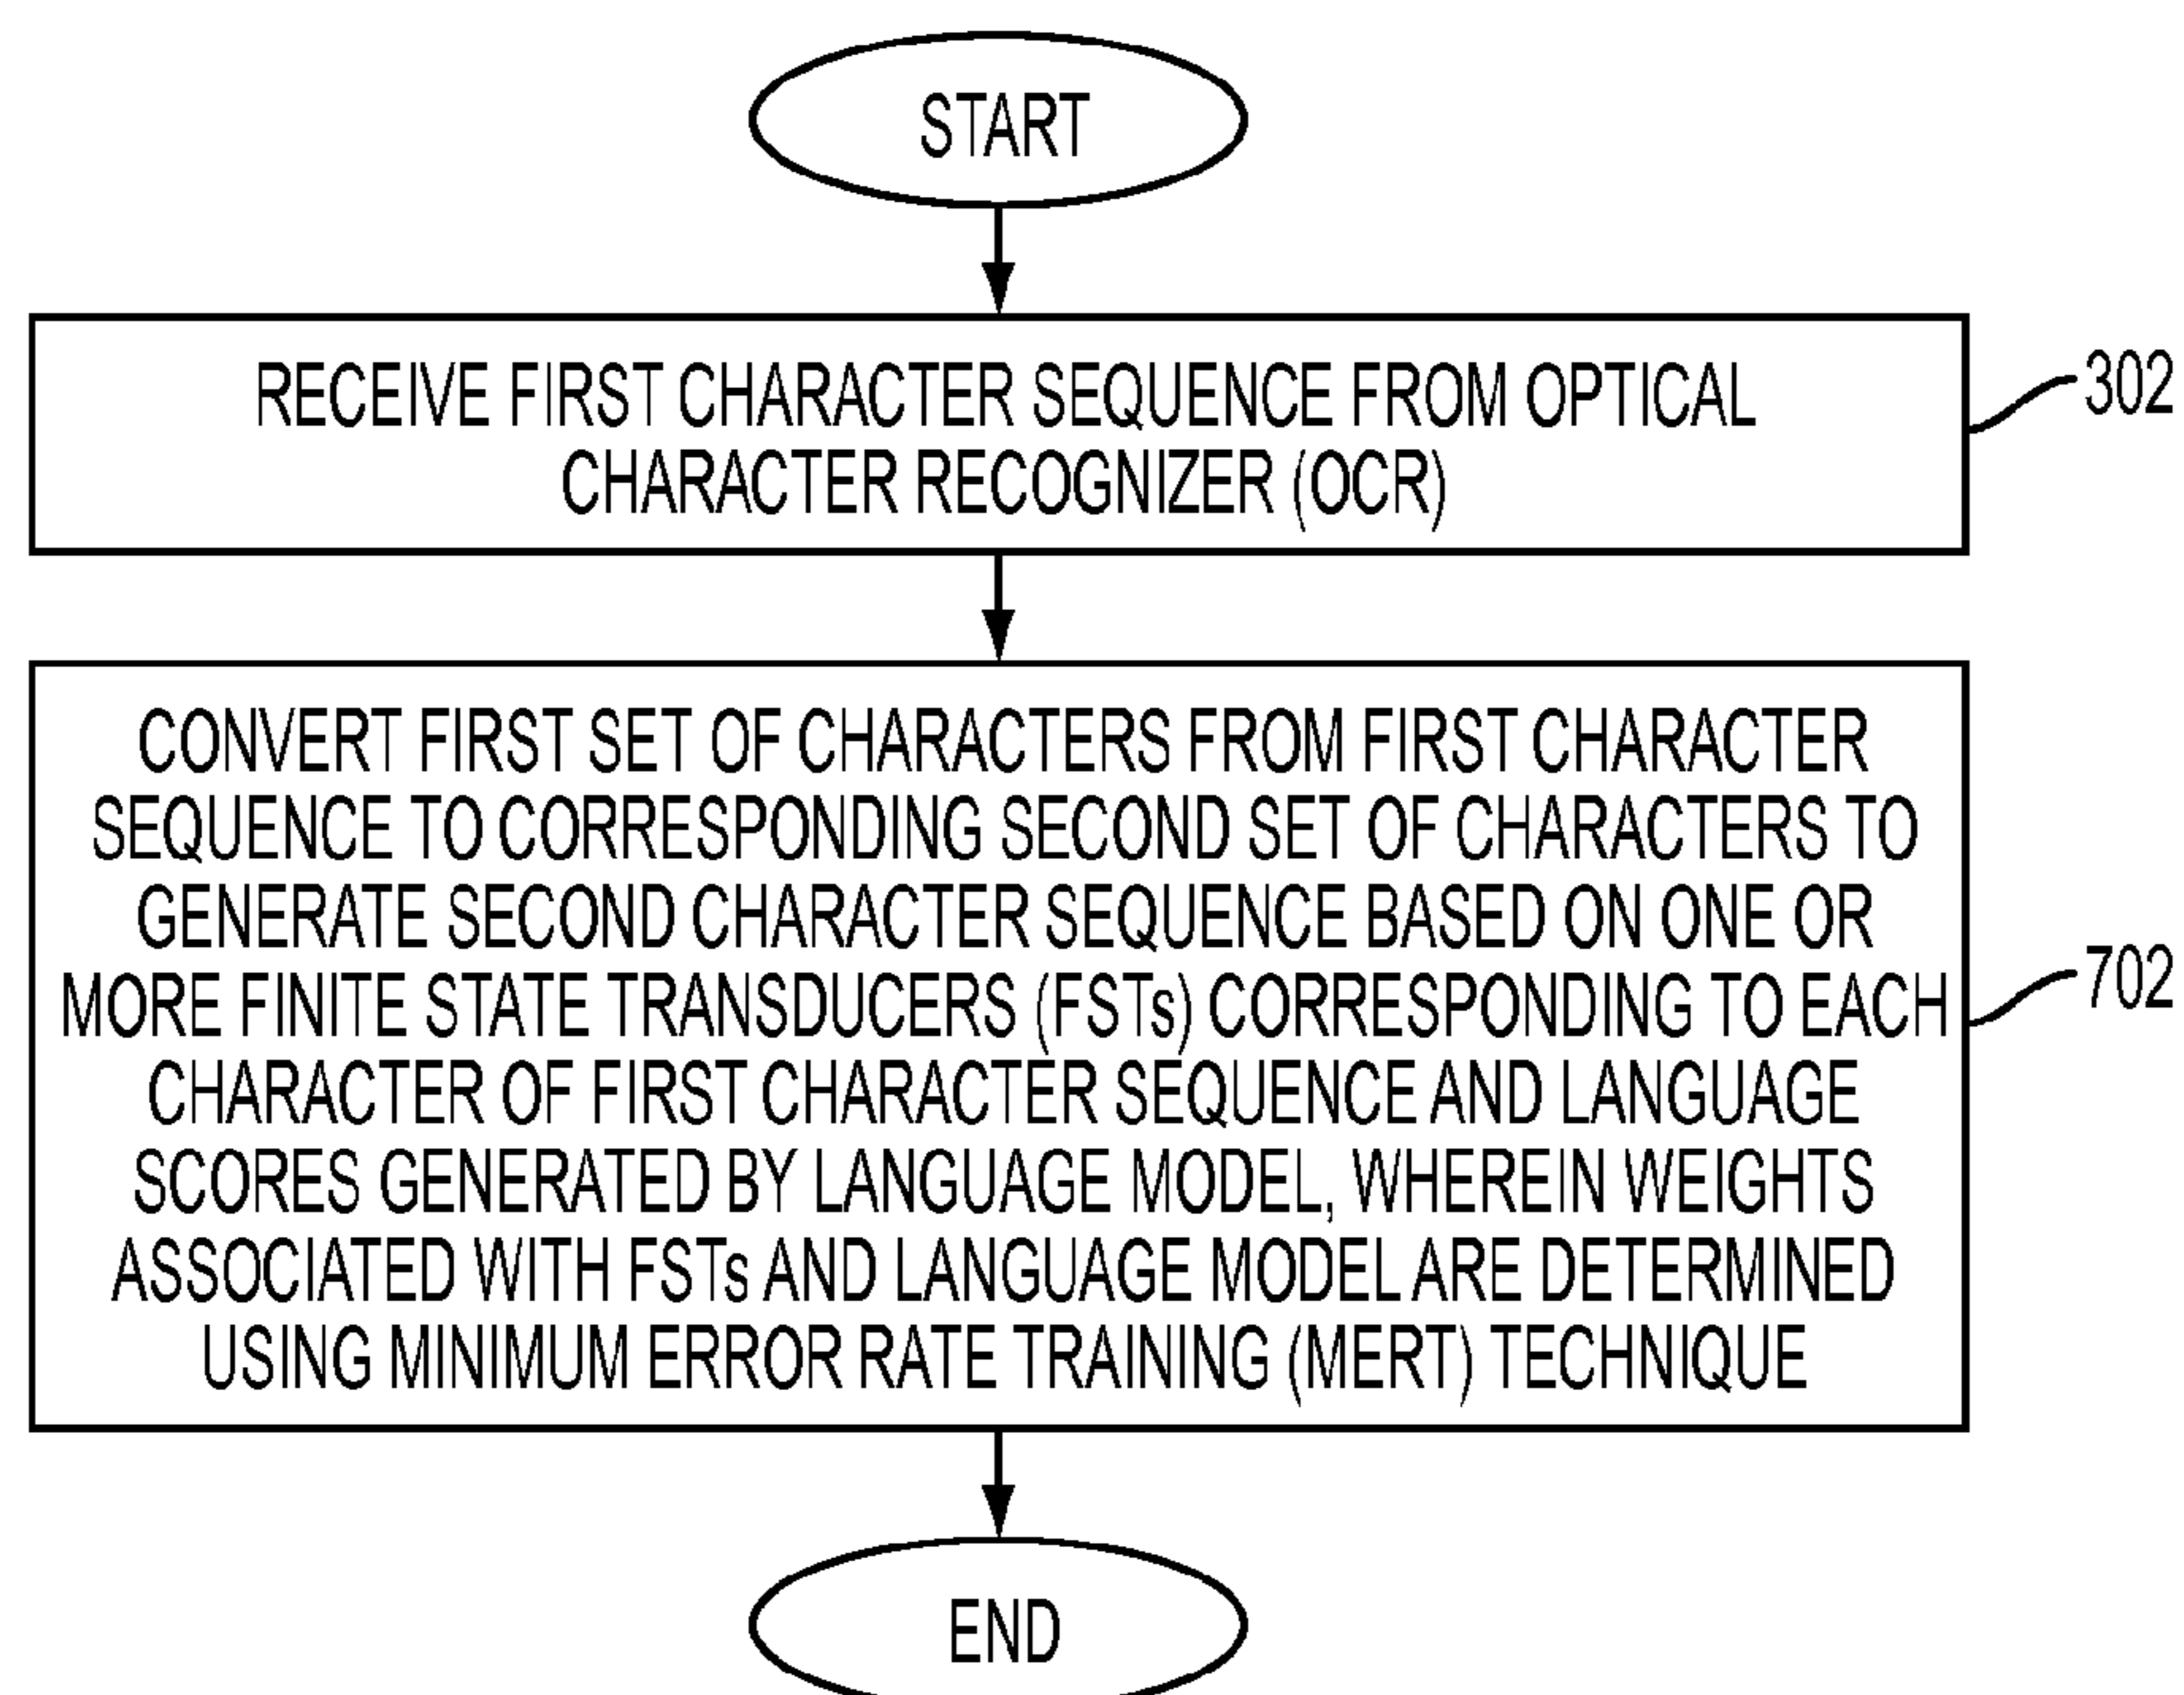 START
RECEIVE FIRST CHARACTER SEQUENCE FROM OPTICAL
CHARACTER RECOGNIZER (OCR)
302
CONVERT FIRST SET OF CHARACTERS FROM FIRST CHARACTER
SEQUENCE TO CORRESPONDING SECOND SET OF CHARACTERS TO
GENERATE SECOND CHARACTER SEQUENCE BASED ON ONE OR
MORE FINITE STATE TRANSDUCERS (FSTs) CORRESPONDING TO EACH
CHARACTER OF FIRST CHARACTER SEQUENCE AND LANGUAGE
SCORES GENERATED BY LANGUAGE MODEL, WHEREIN WEIGHTS
ASSOCIATED WITH FSTs AND LANGUAGE MODEL ARE DETERMINED
USING MINIMUM ERROR RATE TRAINING (MERT) TECHNIQUE
702
END